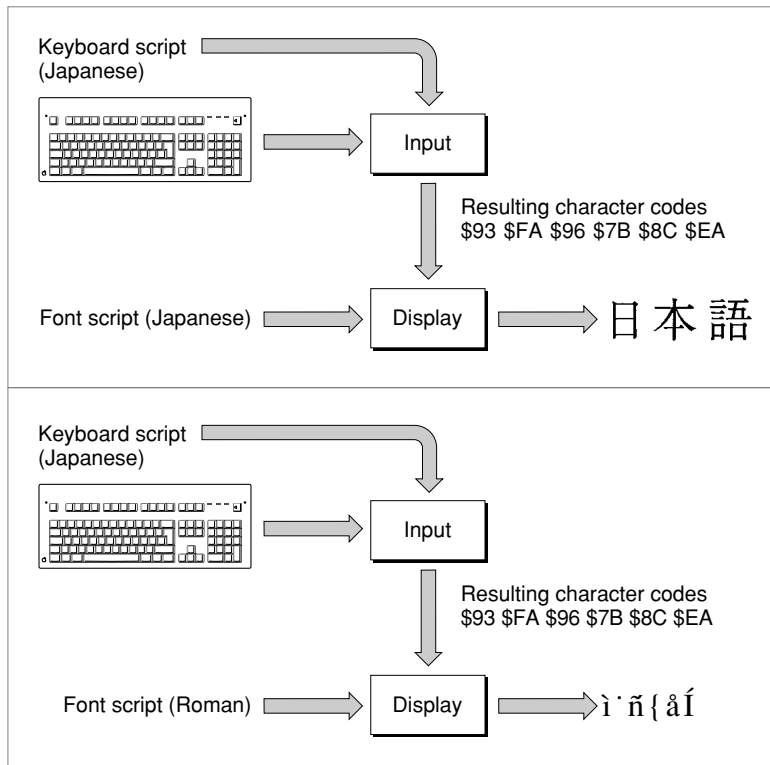 Keyboard script
(Japanese)
Input
Resulting character codes
$93 $FA $96 $7B $8C $EA
Font script (Japanese)
Display
日本語
Keyboard script
(Japanese)
Input
Resulting character codes
$93 $FA $96 $7B $8C $EA
Font script (Roman)
Display
ì˙ñ{åÍ